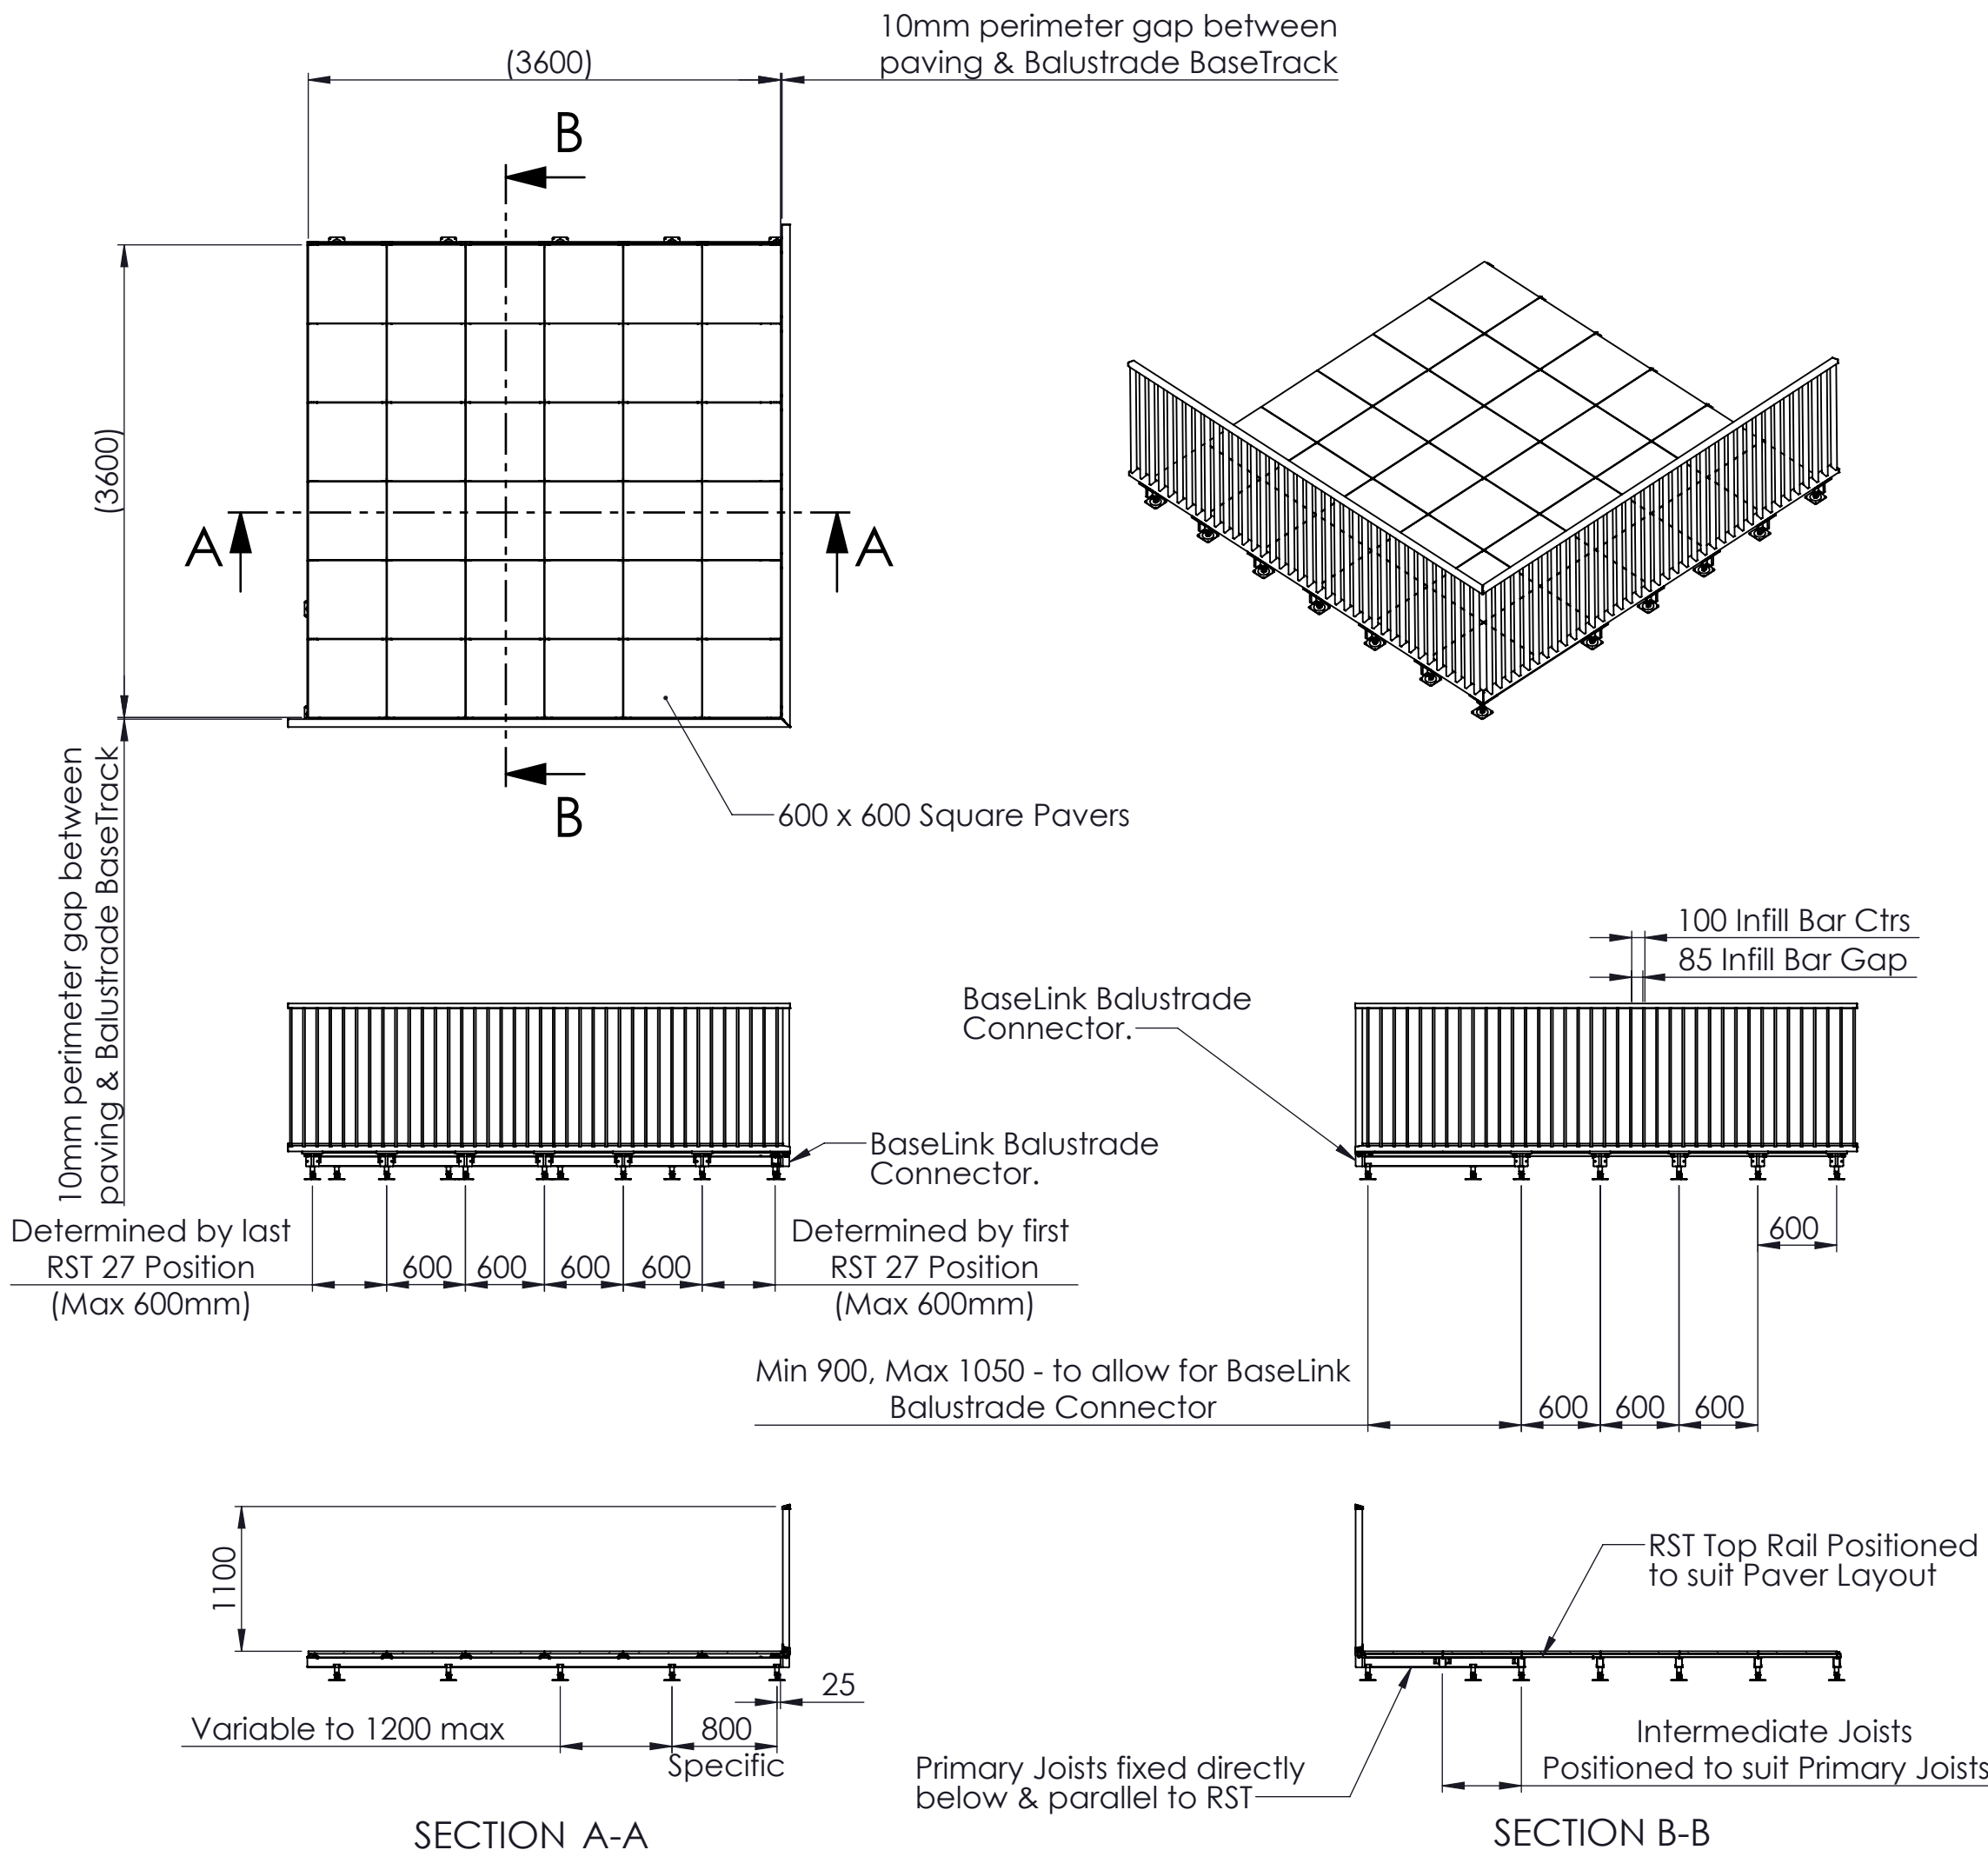 10mm perimeter gap between
paving & Balustrade BaseTrack
(3600)
B
(3600)
A
A
B
600 x 600 Square Pavers
10mm perimeter gap between
paving & Balustrade BaseTrack
100 Infill Bar Ctrs
85 Infill Bar Gap
BaseLink Balustrade
Connector.
BaseLink Balustrade
Connector.
Determined by last
RST 27 Position
(Max 600mm)
600
600
600
600
Determined by first
RST 27 Position
(Max 600mm)
600
Min 900, Max 1050 - to allow for BaseLink
Balustrade Connector
600
600
600
1100
25
Variable to 1200 max
800
Specific
SECTION A-A
RST Top Rail Positioned
to suit Paver Layout
Primary Joists fixed directly
below & parallel to RST
Intermediate Joists
Positioned to suit Primary Joists
SECTION B-B